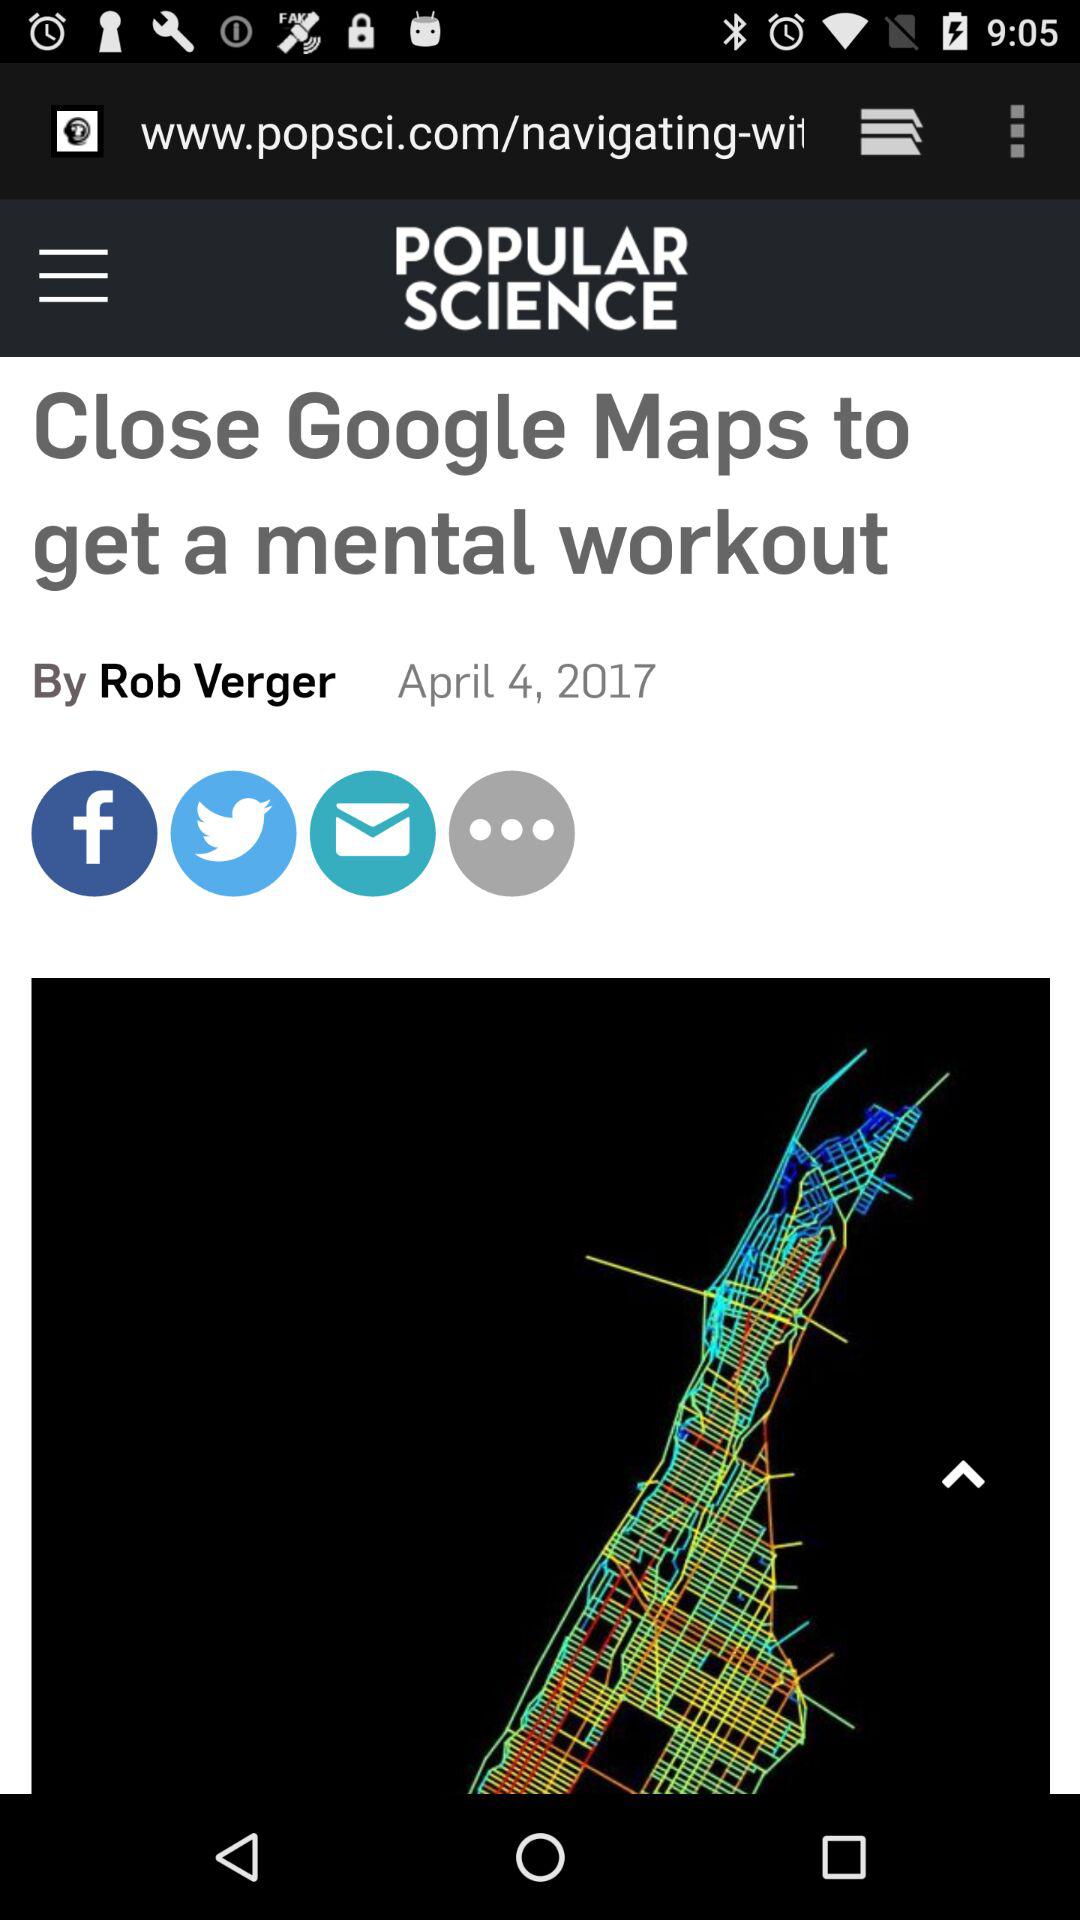 FAKE
9:05
www.popsci.com/navigating-wit
POPULAR
SCIENCE
Close Google Maps to
get a mental workout
By Rob Verger April 4, 2017